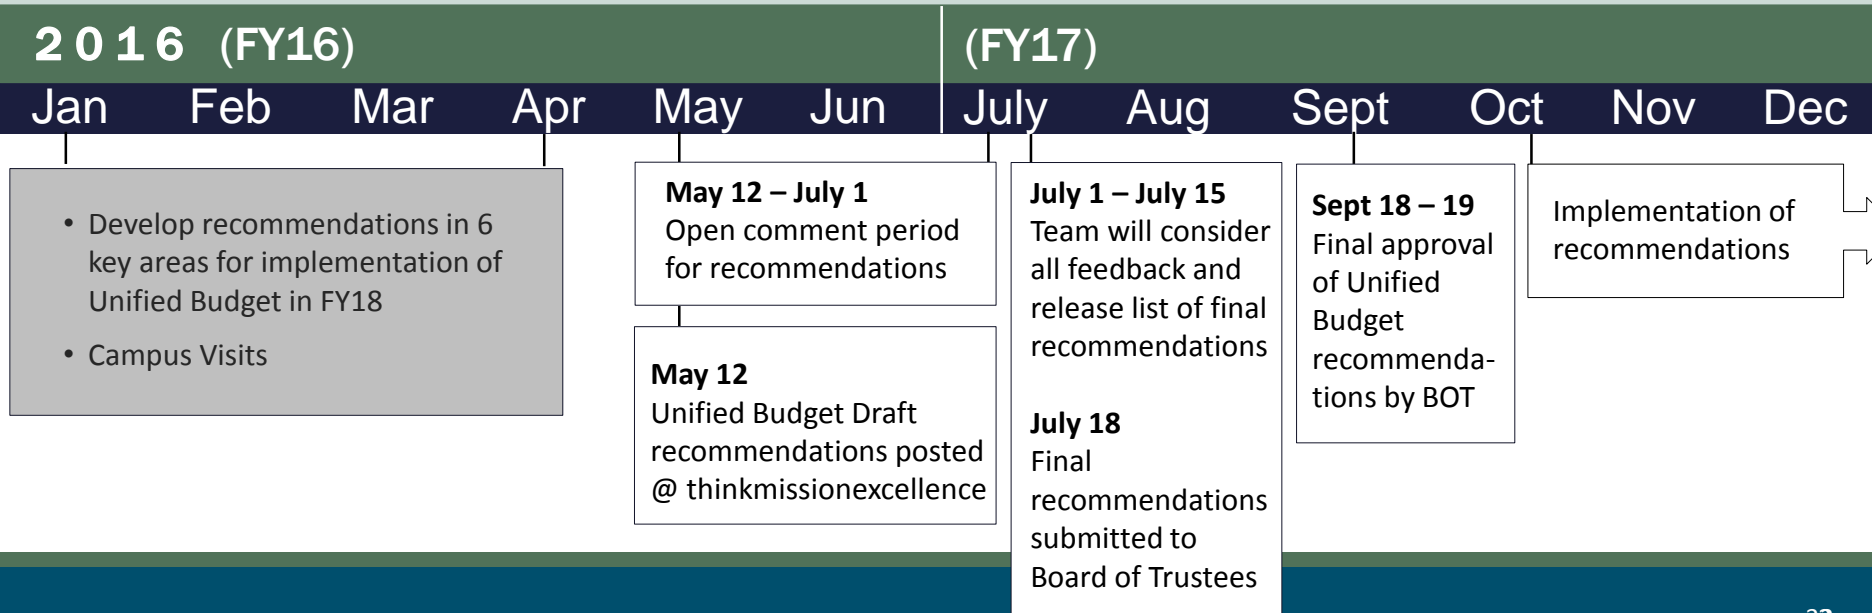 2016 (FY16)
(FY17)
Jan Feb Mar Apr May Jun July Aug Sept Oct Nov Dec
• Develop recommendations in 6
key areas for implementation of
Unified Budget in FY18
• Campus Visits
May 12 – July 1
Open comment period
for recommendations
May 12
Unified Budget Draft
recommendations posted
@ thinkmissionexcellence
July 1 – July 15
Team will consider
all feedback and
release list of final
recommendations
July 18
Final
recommendations
submitted to
Board of Trustees
Sept 18 – 19
Final approval
of Unified
Budget
recommenda-
tions by BOT
Implementation of
recommendations